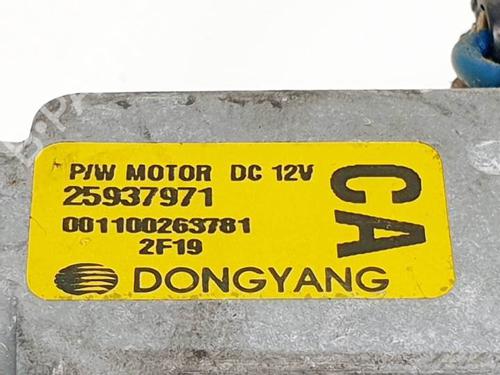 P/W MOTOR DC 12V
25937971
001100263781
2F19
CA
DONGYANG